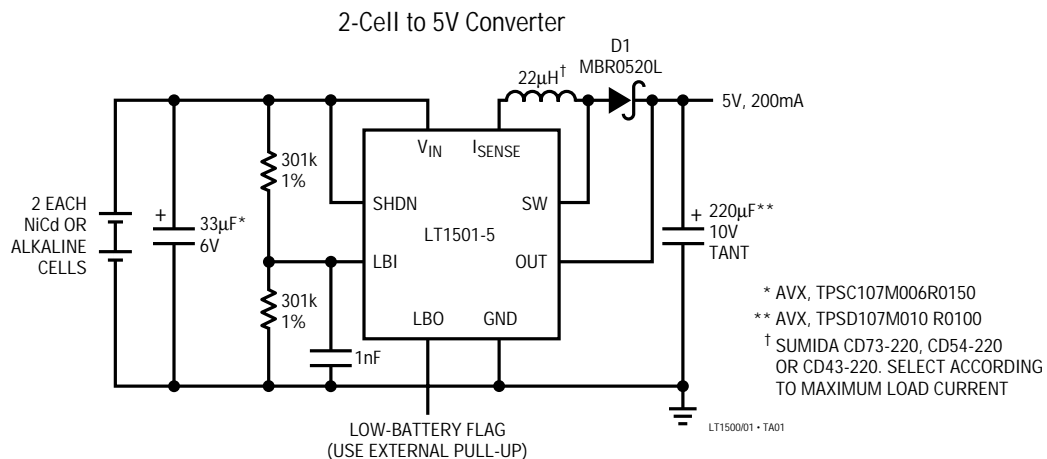 2-Cell to 5V Converter
D1
MBR0520L
22µH†
5V, 200mA
VIN
ISENSE
301k
1%
2 EACH
NiCd OR
ALKALINE
CELLS
+
33µF*
6V
SHDN
SW
LT1501-5
+
220µF**
10V
TANT
LBI
OUT
301k
1%
LBO
GND
1nF
* AVX, TPSC107M006R0150
** AVX, TPSD107M010 R0100
† SUMIDA CD73-220, CD54-220
OR CD43-220. SELECT ACCORDING
TO MAXIMUM LOAD CURRENT
LOW-BATTERY FLAG
(USE EXTERNAL PULL-UP)
LT1500/01 • TA01